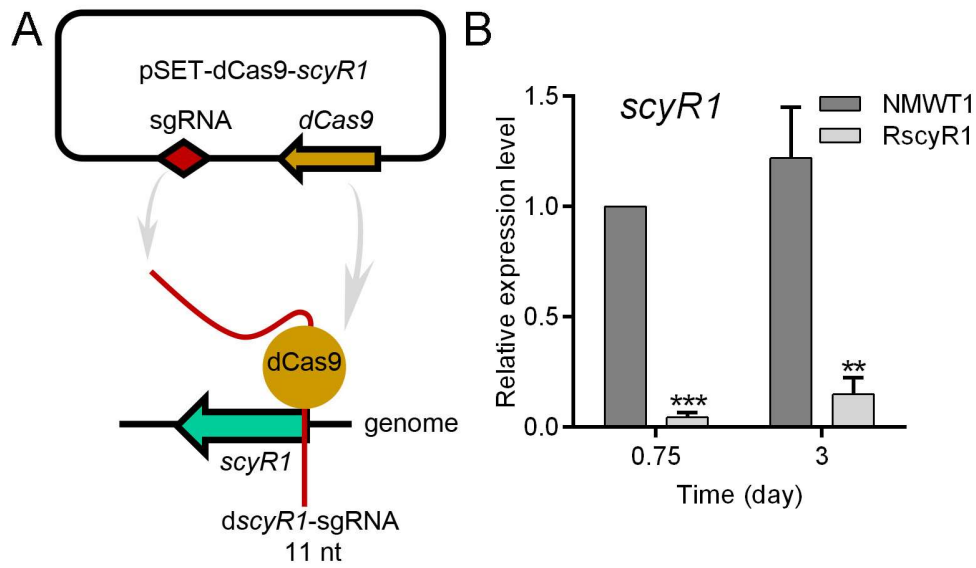 A
pSET-dCas9-scyR1
sgRNA
dCas9
dCas9
genome
scyR1
dscyR1-sgRNA
11 nt
B
scyR1
NMWT1
RscyR1
Relative expression level
1.5
1.0
0.5
0.0
***
**
0.75
3
Time (day)